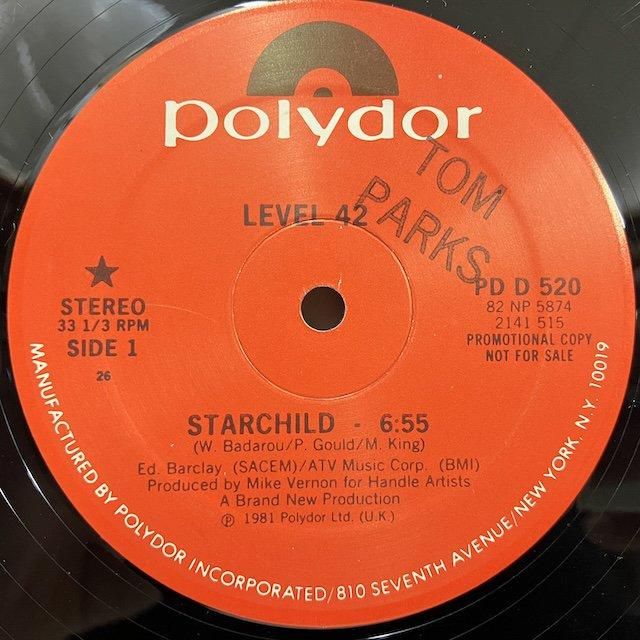 polydor
TOM
PARKS
LEVEL 42
STEREO
33 1/3 RPM
SIDE 1
26
PD D 520
82 NP 5874
2141 515
PROMOTIONAL COPY
NOT FOR SALE
STARCHILD - 6:55
(W. Badarou/P. Gould/M. King)
Ed. Barclay, (SACEM)/ATV Music Corp. (BMI)
Produced by Mike Vernon for Handle Artists
A Brand New Production
℗ 1981 Polydor Ltd. (U.K.)
MANUFACTURED BY POLYDOR INCORPORATED/810 SEVENTH AVENUE/NEW YORK, N.Y. 10019